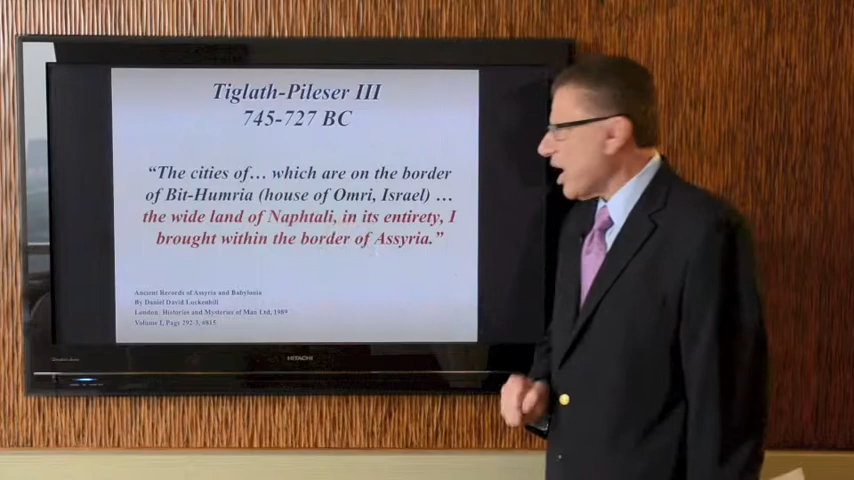 Tiglath-Pileser III
745-727 BC
“The cities of… which are on the border
of Bit-Humria (house of Omri, Israel) …
the wide land of Naphtali, in its entirety, I
brought within the border of Assyria.”
Ancient Records of Assyria and Babylonia
By Daniel David Luckenbill
London, Histories and Mysteries of Man Ltd, 1989
Volume I, Page 292-3, #815
HITACHI